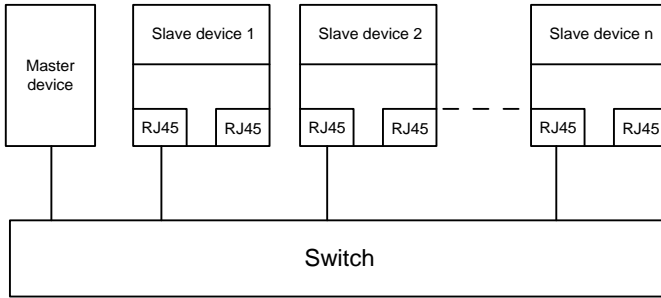 Master
device
Slave device 1
Slave device 2
Slave device n
RJ45
RJ45
RJ45
RJ45
RJ45
RJ45
Switch